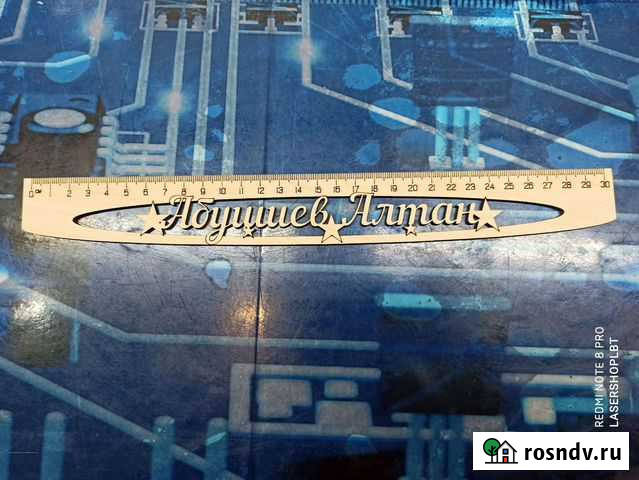 0 см 1 2 3 4 5 6 7 8 9 10 11 12 13 14 15 16 17 18 19 20 21 22 23 24 25 26 27 28 29 30
Абушиев Алтан
REDMI NOTE 8 PRO
LASERSHOPLBT
rosndv.ru